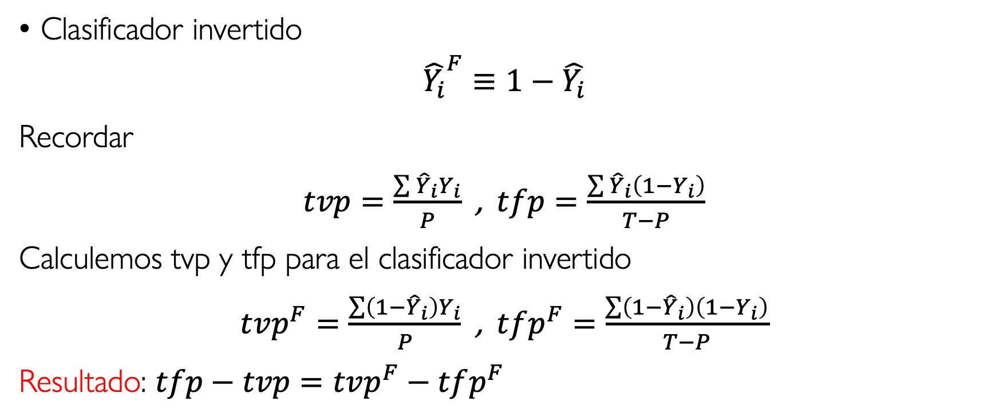 • Clasificador invertido
$\hat{Y}_i^F \equiv 1 - \hat{Y}_i$
Recordar
$tvp = \frac{\sum \hat{Y}_i Y_i}{P}$ , $tfp = \frac{\sum \hat{Y}_i(1-Y_i)}{T-P}$
Calculemos tvp y tfp para el clasificador invertido
$tvp^F = \frac{\sum(1-\hat{Y}_i)Y_i}{P}$ , $tfp^F = \frac{\sum(1-\hat{Y}_i)(1-Y_i)}{T-P}$
Resultado: $tfp - tvp = tvp^F - tfp^F$